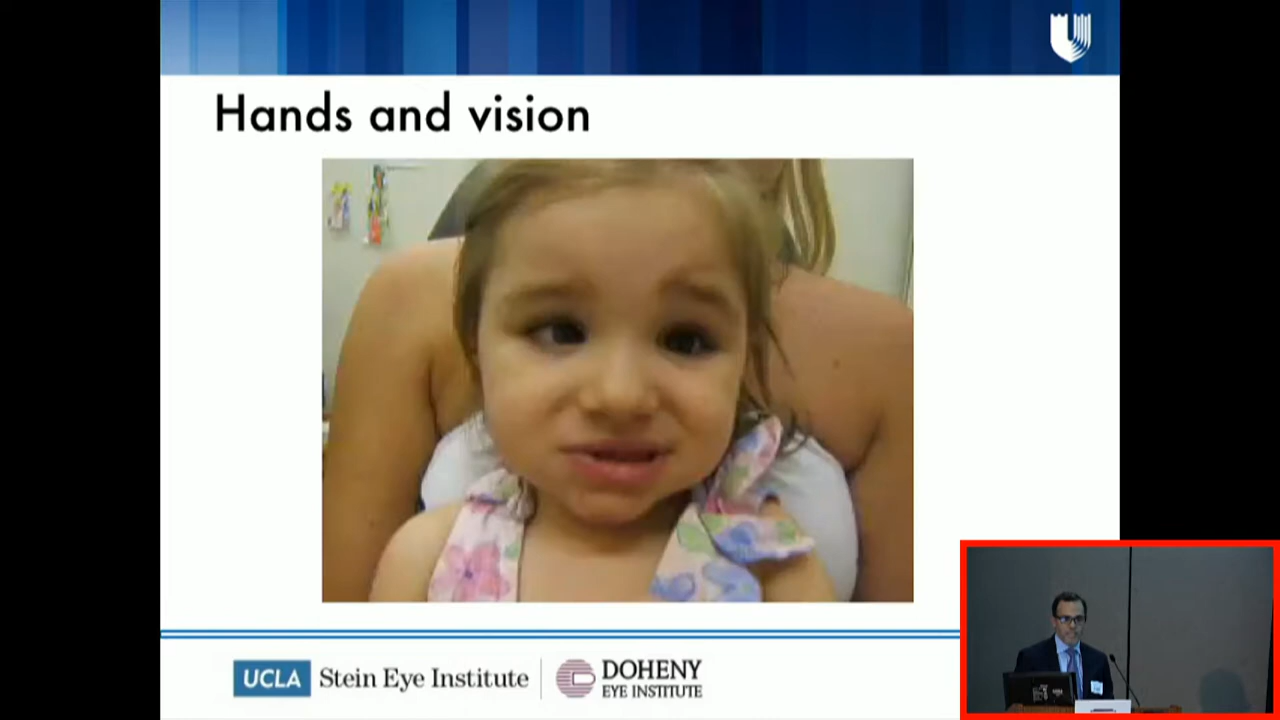 Hands and vision
UCLA Stein Eye Institute
DOHENY
EYE INSTITUTE